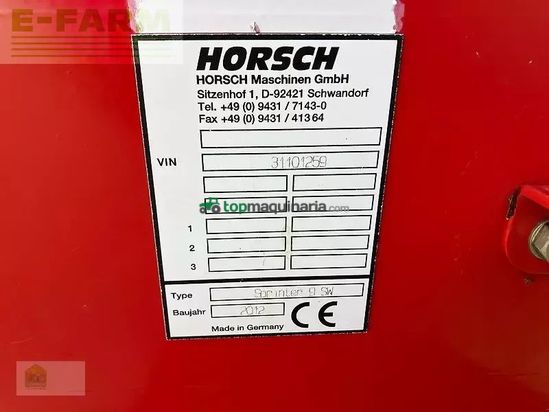 E-FARM
HORSCH
HORSCH Maschinen GmbH
Sitzenhof 1, D-92421 Schwandorf
Tel. +49 (0) 9431 / 7143-0
Fax +49 (0) 9431 / 41364
VIN 31101259
topmaquinaria.com
1
2
3
Type Sprinter 8 SW
Baujahr 2012
Made in Germany CE